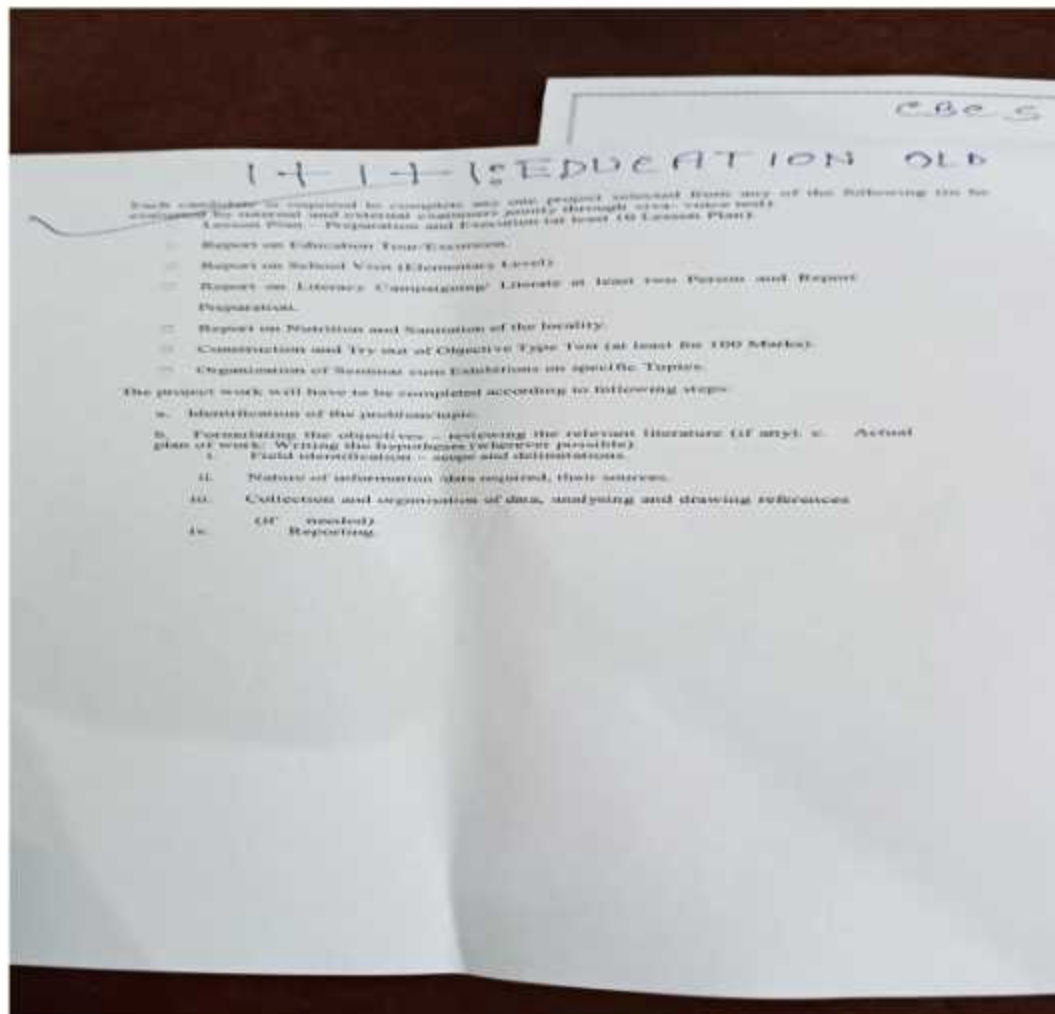 CBCS
1+1+1: EDUCATION OLD
Each candidate is required to complete any one project selected from any of the following (to be
evaluated by internal and external examiners jointly through viva- voice test)
Lesson Plan – Preparation and Execution (at least 10 Lesson Plan).
Report on Education Tour/Excursion
Report on School Visit (Elementary Level)
Report on Literacy Campaigning/ Literate at least two Person and Report
Preparation.
Report on Nutrition and Sanitation of the locality.
Construction and Try out of Objective Type Test (at least for 100 Marks).
Organization of Seminar cum Exhibitions on specific Topics.
The project work will have to be completed according to following steps:
a. Identification of the problem/topic.
b. Formulating the objectives – reviewing the relevant literature (if any). c. Actual
plan of work: Writing the hypotheses (wherever possible)
i. Field identification – scope and delimitations.
ii. Nature of information /data required, their sources.
iii. Collection and organisation of data, analysing and drawing references
(if needed)
iv. Reporting.